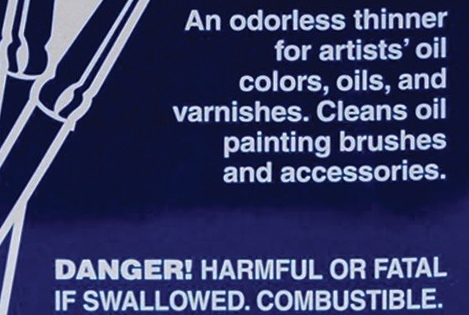 An odorless thinner
for artists' oil
colors, oils, and
varnishes. Cleans oil
painting brushes
and accessories.
DANGER! HARMFUL OR FATAL
IF SWALLOWED. COMBUSTIBLE.